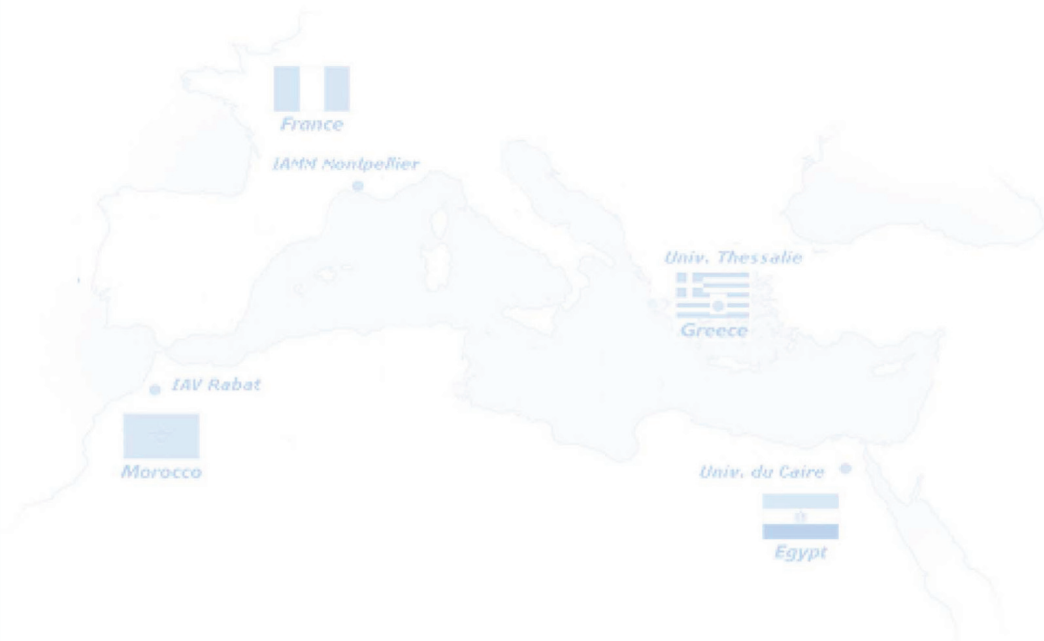 France
IAMM Montpellier
Univ. Thessalie
Greece
IAV Rabat
Morocco
Univ. du Caire
Egypt